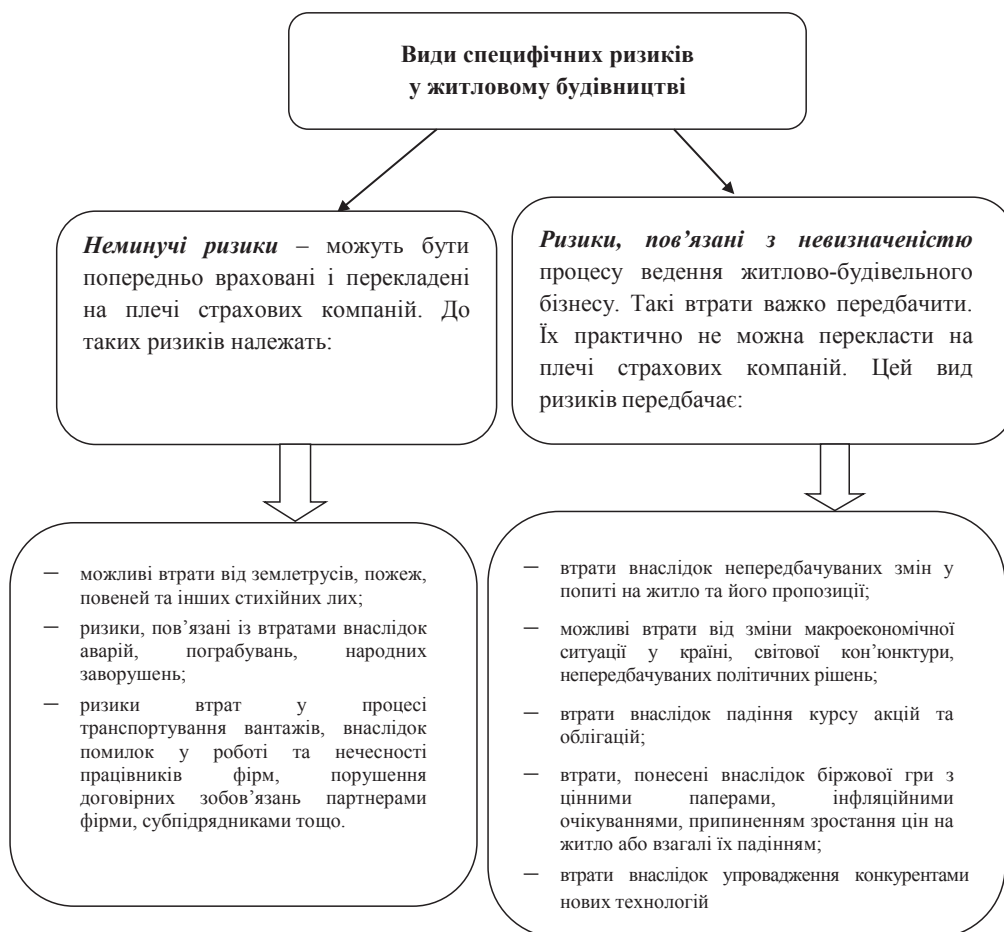 Види специфічних ризиків
у житловому будівництві
Неминучі ризики – можуть бути
попередньо враховані і перекладені
на плечі страхових компаній. До
таких ризиків належать:
Ризики, пов’язані з невизначеністю
процесу ведення житлово-будівельного
бізнесу. Такі втрати важко передбачити.
Їх практично не можна перекласти на
плечі страхових компаній. Цей вид
ризиків передбачає:
— можливі втрати від землетрусів, пожеж,
повеней та інших стихійних лих;
— ризики, пов’язані із втратами внаслідок
аварій, пограбувань, народних
заворушень;
— ризики втрат у процесі
транспортування вантажів, внаслідок
помилок у роботі та нечесності
працівників фірм, порушення
договірних зобов’язань партнерами
фірми, субпідрядниками тощо.
— втрати внаслідок непередбачуваних змін у
попиті на житло та його пропозиції;
— можливі втрати від зміни макроекономічної
ситуації у країні, світової кон’юнктури,
непередбачуваних політичних рішень;
— втрати внаслідок падіння курсу акцій та
облігацій;
— втрати, понесені внаслідок біржової гри з
цінними паперами, інфляційними
очікуваннями, припиненням зростання цін на
житло або взагалі їх падінням;
— втрати внаслідок упровадження конкурентами
нових технологій